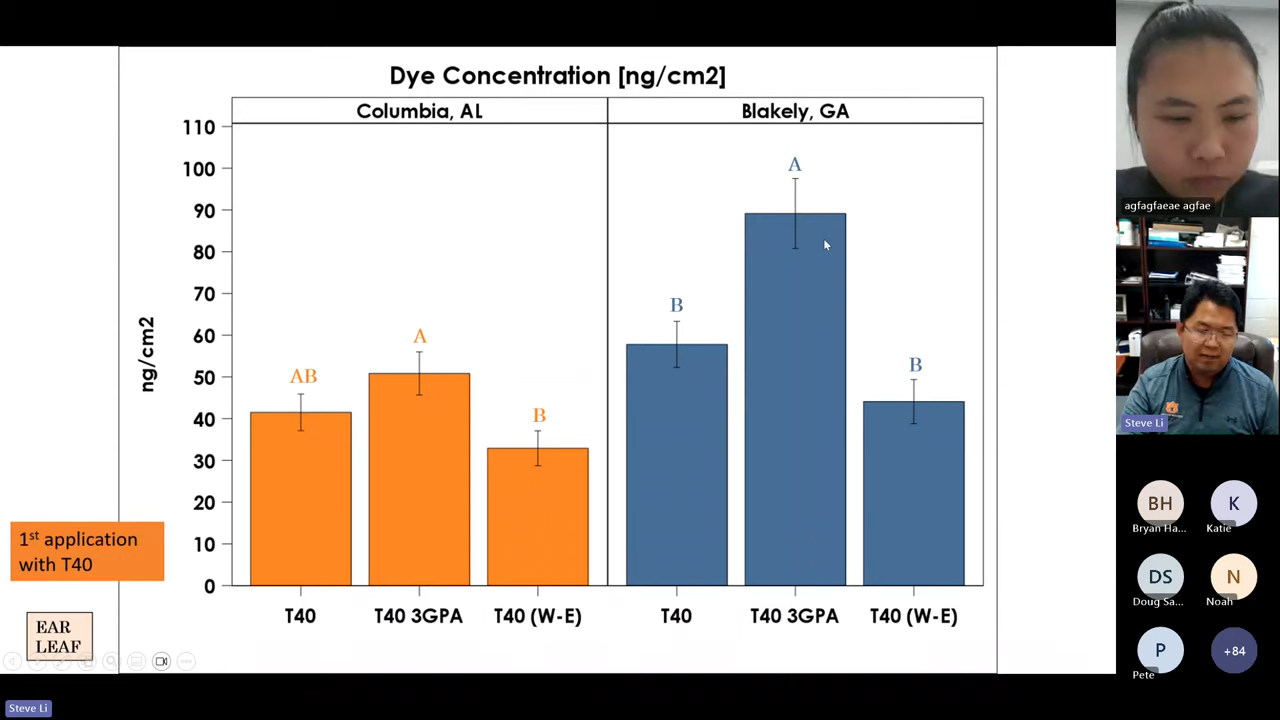 Dye Concentration [ng/cm2]
Columbia, AL
Blakely, GA
110
100
90
80
70
60
50
40
30
20
10
0
ng/cm2
AB
A
B
B
A
B
T40
T40 3GPA
T40 (W-E)
T40
T40 3GPA
T40 (W-E)
1st application
with T40
EAR
LEAF
agfagfaeae agfae
Steve Li
BH
Bryan Ha...
K
Katie
DS
Doug Sa...
N
Noah
P
Pete
+84
Steve Li